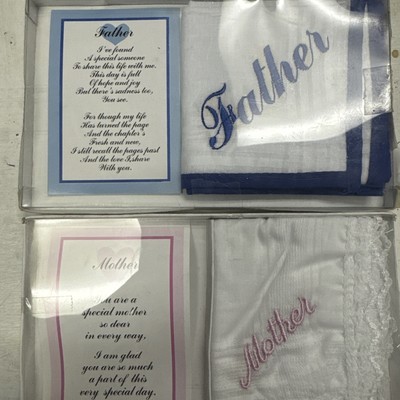 Father
I've found
A special someone
To share this life with me.
This day is full
Of hope and joy
But there's sadness too,
You see.
For though my life
Has turned the page
And the chapter's
Fresh and new,
I still recall the pages past
And the love I share
With you.
Father
Mother
You are a
special mother
so dear
in every way.
I am glad
you are so much
a part of this
very special day.
Mother